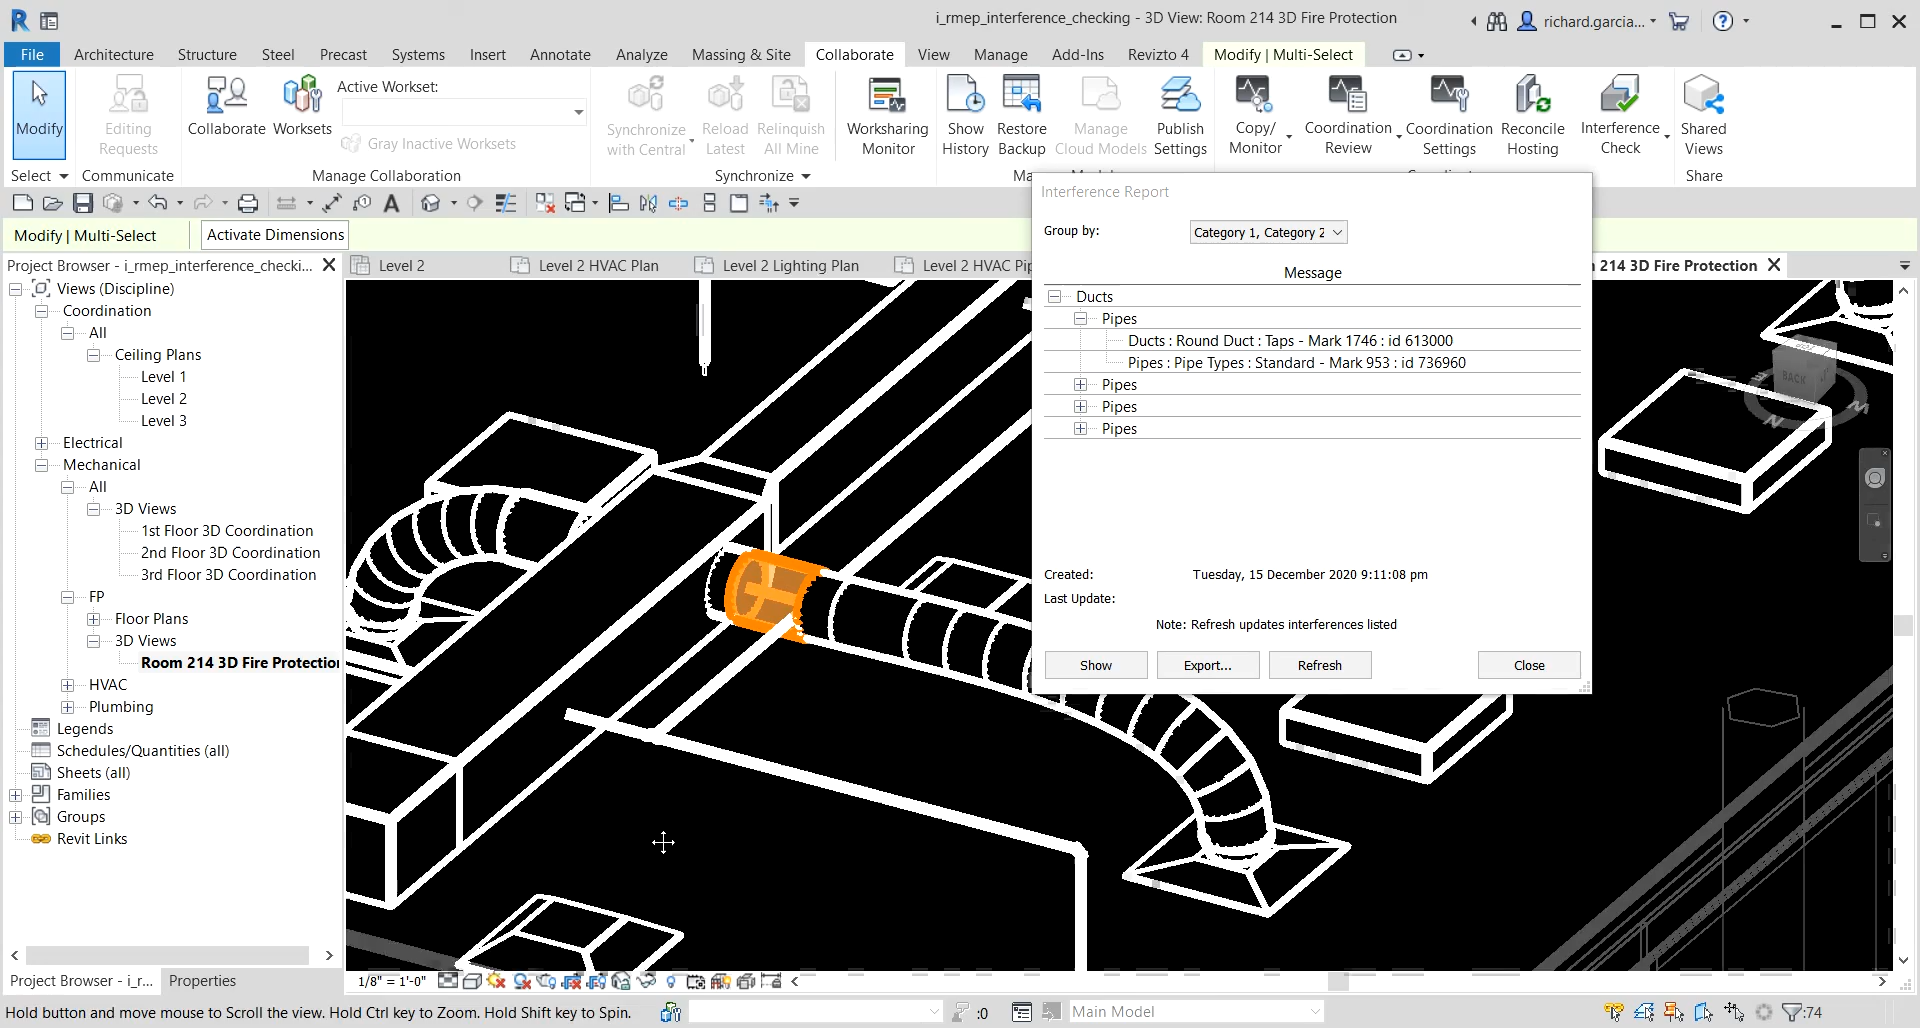 i_rmep_interference_checking - 3D View: Room 214 3D Fire Protection
richard.garcia...
File Architecture Structure Steel Precast Systems Insert Annotate Analyze Massing & Site Collaborate View Manage Add-Ins Revizto 4 Modify | Multi-Select
Modify
Editing Requests
Collaborate
Worksets
Active Workset:
Gray Inactive Worksets
Synchronize with Central
Reload Latest
Relinquish All Mine
Worksharing Monitor
Show History
Restore Backup
Manage Cloud Models
Publish Settings
Copy/ Monitor
Coordination Review
Coordination Settings
Reconcile Hosting
Interference Check
Shared Views
Select Communicate Manage Collaboration Synchronize Share
Modify | Multi-Select Activate Dimensions
Project Browser - i_rmep_interference_checki...
Level 2
Level 2 HVAC Plan
Level 2 Lighting Plan
Level 2 HVAC Pip
214 3D Fire Protection
Views (Discipline)
Coordination
All
Ceiling Plans
Level 1
Level 2
Level 3
Electrical
Mechanical
All
3D Views
1st Floor 3D Coordination
2nd Floor 3D Coordination
3rd Floor 3D Coordination
FP
Floor Plans
3D Views
Room 214 3D Fire Protection
HVAC
Plumbing
Legends
Schedules/Quantities (all)
Sheets (all)
Families
Groups
Revit Links
Project Browser - i_r...
Properties
Interference Report
Group by:
Category 1, Category 2
Message
Ducts
Pipes
Ducts : Round Duct : Taps - Mark 1746 : id 613000
Pipes : Pipe Types : Standard - Mark 953 : id 736960
Pipes
Pipes
Pipes
Created: Tuesday, 15 December 2020 9:11:08 pm
Last Update:
Note: Refresh updates interferences listed
Show Export... Refresh Close
BACK
1/8" = 1'-0"
Hold button and move mouse to Scroll the view. Hold Ctrl key to Zoom. Hold Shift key to Spin.
:0
Main Model
:74